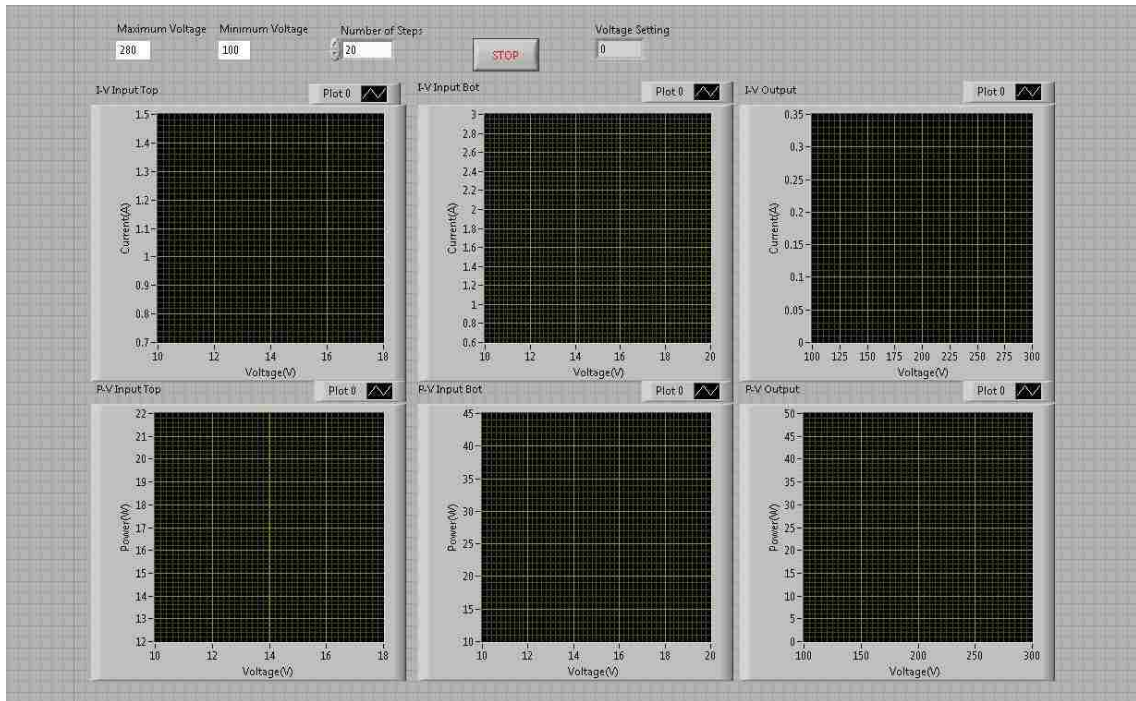 Maximum Voltage Minimum Voltage Number of Steps Voltage Setting
280 100 20 STOP 0
I-V Input Top Plot 0
1.5
1.4
1.3
1.2
1.1
1
0.9
0.8
0.7
Current(A)
10 12 14 16 18
Voltage(V)
I-V Input Bot Plot 0
3
2.8
2.6
2.4
2.2
2
1.8
1.6
1.4
1.2
1
0.8
0.6
Current(A)
10 12 14 16 18 20
Voltage(V)
I-V Output Plot 0
0.35
0.3
0.25
0.2
0.15
0.1
0.05
0
Current(A)
100 125 150 175 200 225 250 275 300
Voltage(V)
P-V Input Top Plot 0
22
21
20
19
18
17
16
15
14
13
12
Power(W)
10 12 14 16 18
Voltage(V)
P-V Input Bot Plot 0
45
40
35
30
25
20
15
10
Power(W)
10 12 14 16 18 20
Voltage(V)
P-V Output Plot 0
50
45
40
35
30
25
20
15
10
5
0
Power(W)
100 150 200 250 300
Voltage(V)